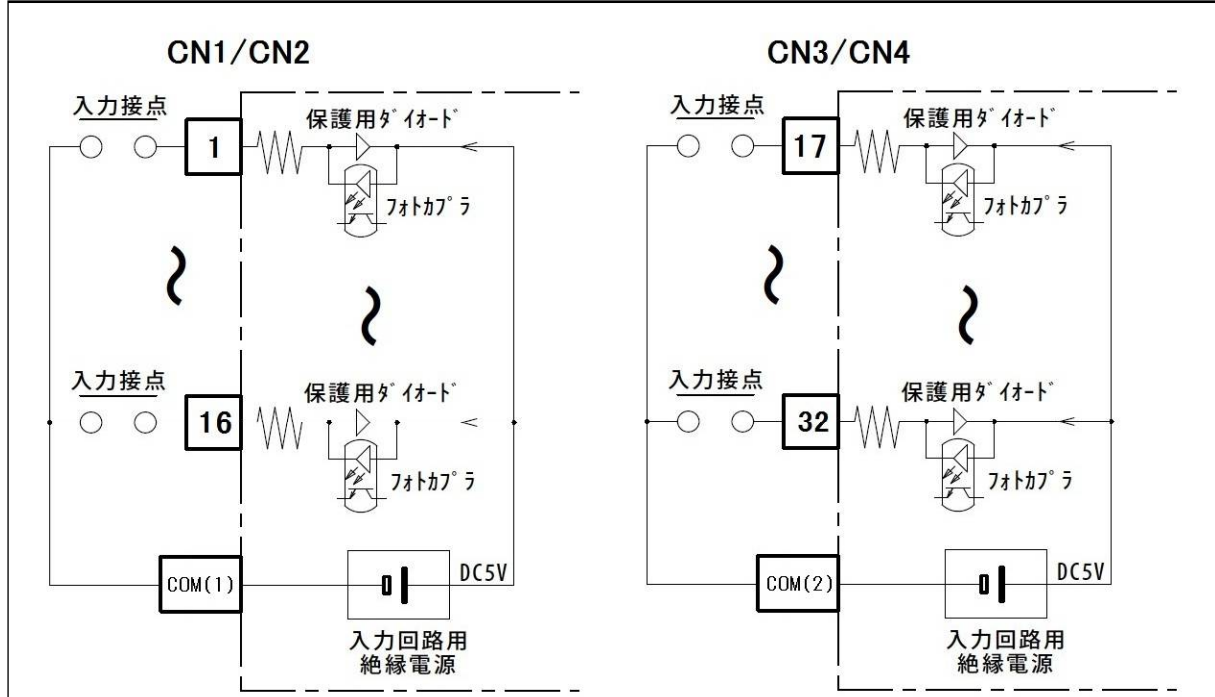 CN1/CN2
入力接点
1
保護用ﾀﾞｲｵｰﾄﾞ
ﾌｫﾄｶﾌﾟﾗ
入力接点
16
保護用ﾀﾞｲｵｰﾄﾞ
ﾌｫﾄｶﾌﾟﾗ
COM(1)
DC5V
入力回路用
絶縁電源
CN3/CN4
入力接点
17
保護用ﾀﾞｲｵｰﾄﾞ
ﾌｫﾄｶﾌﾟﾗ
入力接点
32
保護用ﾀﾞｲｵｰﾄﾞ
ﾌｫﾄｶﾌﾟﾗ
COM(2)
DC5V
入力回路用
絶縁電源